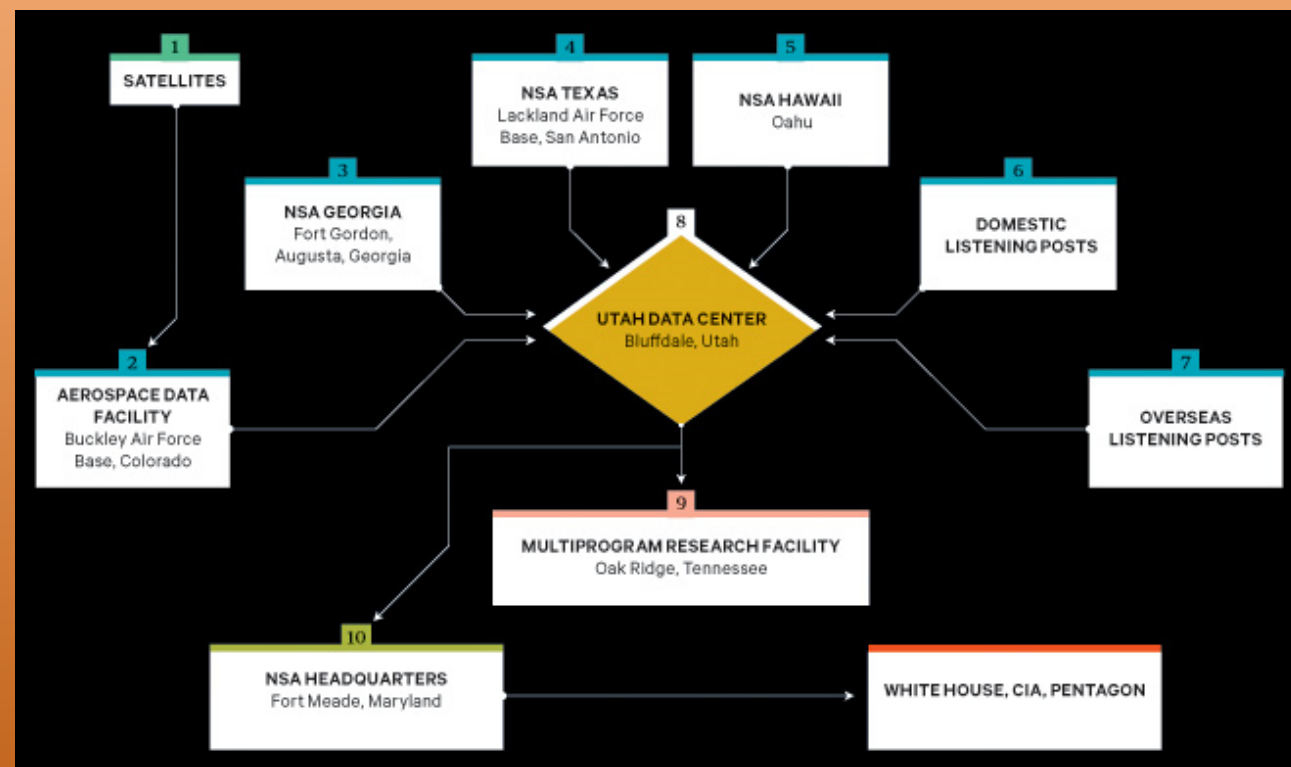 1
SATELLITES
2
AEROSPACE DATA
FACILITY
Buckley Air Force
Base, Colorado
3
NSA GEORGIA
Fort Gordon,
Augusta, Georgia
4
NSA TEXAS
Lackland Air Force
Base, San Antonio
5
NSA HAWAII
Oahu
6
DOMESTIC
LISTENING POSTS
7
OVERSEAS
LISTENING POSTS
8
UTAH DATA CENTER
Bluffdale, Utah
9
MULTIPROGRAM RESEARCH FACILITY
Oak Ridge, Tennessee
10
NSA HEADQUARTERS
Fort Meade, Maryland
WHITE HOUSE, CIA, PENTAGON